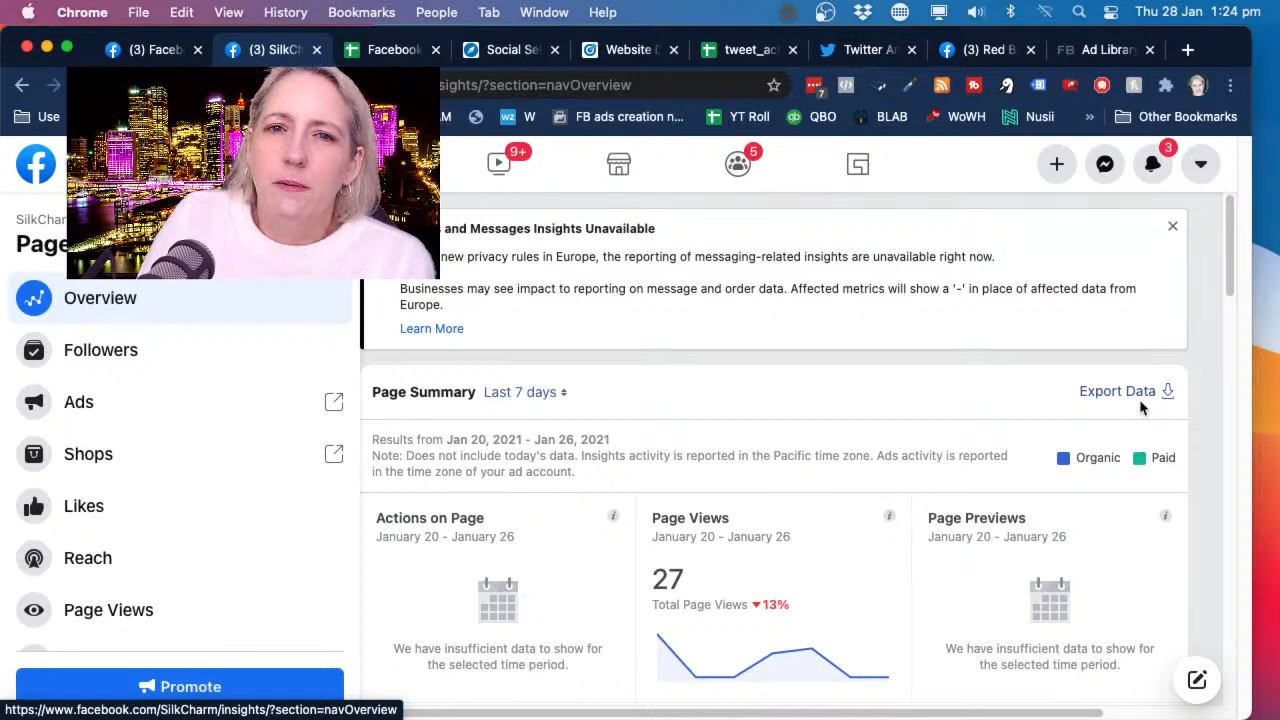 Chrome File Edit View History Bookmarks People Tab Window Help Thu 28 Jan 1:24 pm
(3) Faceb (3) SilkC Facebook Social Se Website D tweet_ac Twitter Ar (3) Red B FB Ad Library
sights/?section=navOverview
7
Use AM WZ W FB ads creation n... YT Roll QBO BLAB WoWH Nusii » Other Bookmarks
9+ 5 3
SilkChar
Page
and Messages Insights Unavailable
new privacy rules in Europe, the reporting of messaging-related insights are unavailable right now.
Businesses may see impact to reporting on message and order data. Affected metrics will show a '-' in place of affected data from
Europe.
Learn More
Overview
Followers
Ads
Shops
Likes
Reach
Page Views
Promote
Page Summary Last 7 days
Export Data
Results from Jan 20, 2021 - Jan 26, 2021
Note: Does not include today's data. Insights activity is reported in the Pacific time zone. Ads activity is reported
in the time zone of your ad account.
Organic Paid
Actions on Page
January 20 - January 26
We have insufficient data to show for
the selected time period.
Page Views
January 20 - January 26
27
Total Page Views 13%
Page Previews
January 20 - January 26
We have insufficient data to show for
the selected time period.
https://www.facebook.com/SilkCharm/insights/?section=navOverview